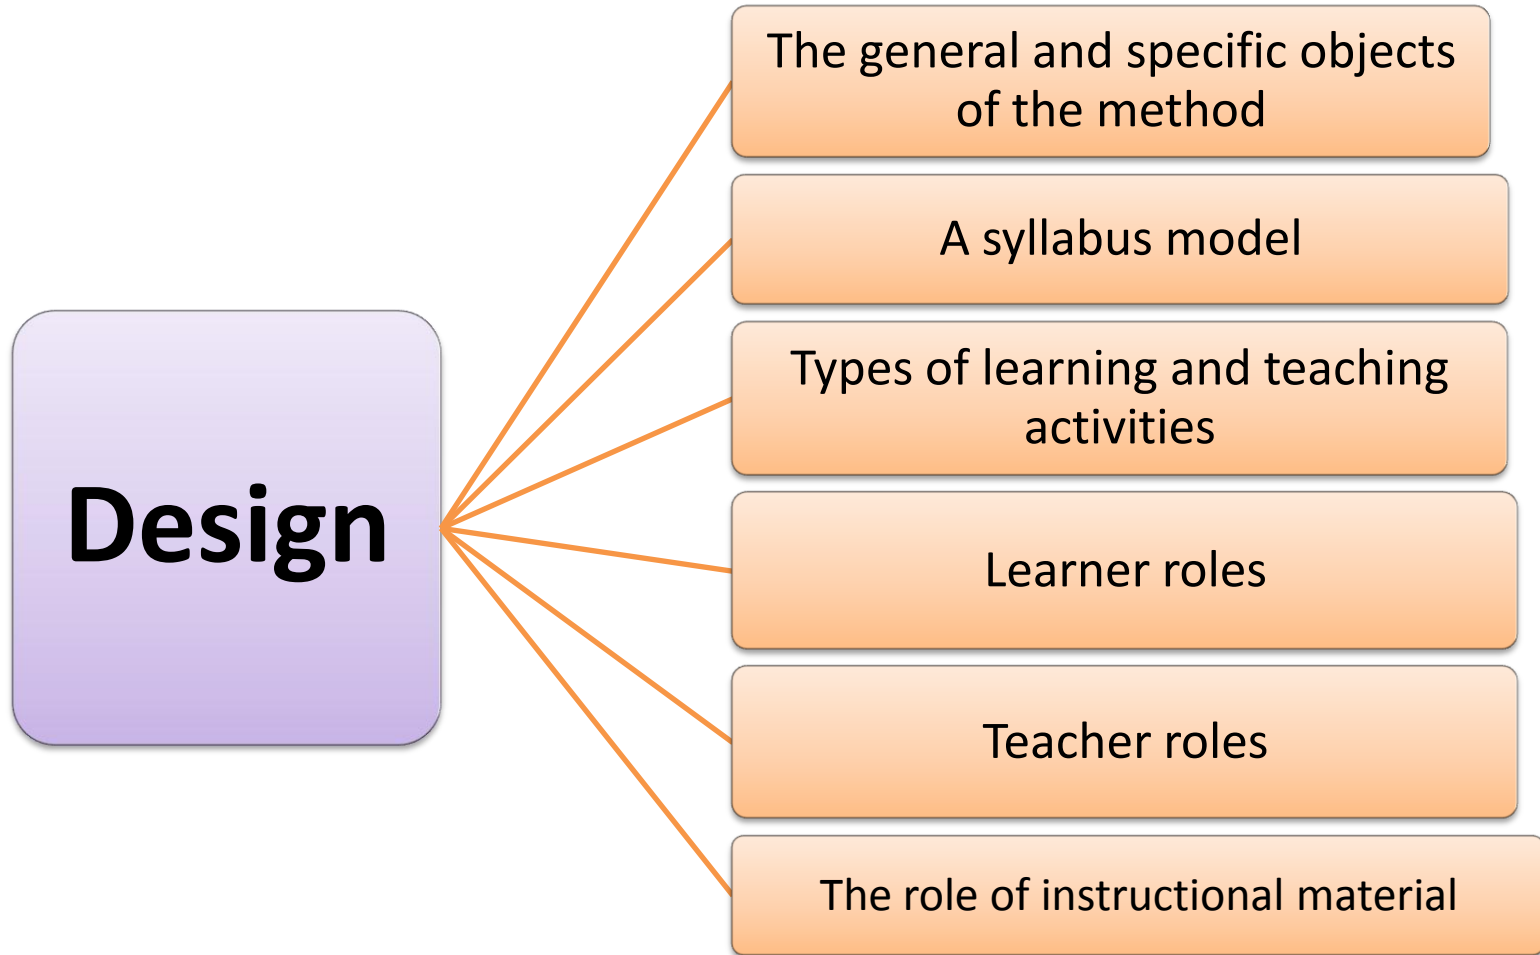 Design
The general and specific objects
of the method
A syllabus model
Types of learning and teaching
activities
Learner roles
Teacher roles
The role of instructional material